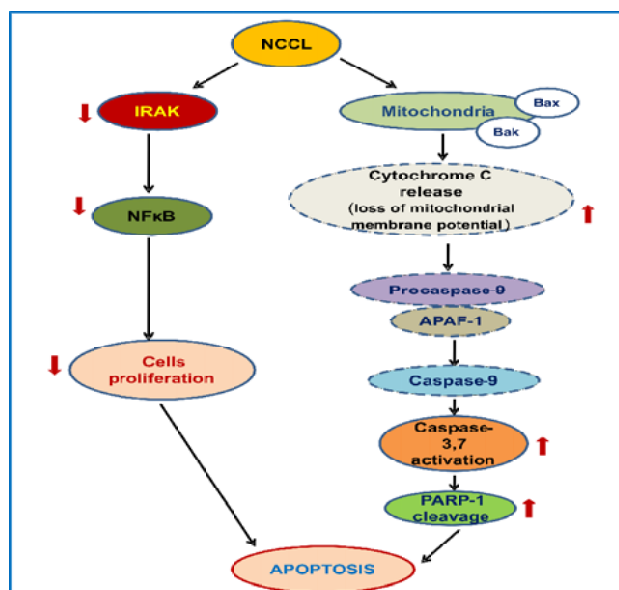 NCCL
IRAK
Mitochondria
Bax
Bak
NFκB
Cytochrome C
release
(loss of mitochondrial
membrane potential)
Procaspase-9
APAF-1
Cells
proliferation
Caspase-9
Caspase-
3,7
activation
PARP-1
cleavage
APOPTOSIS